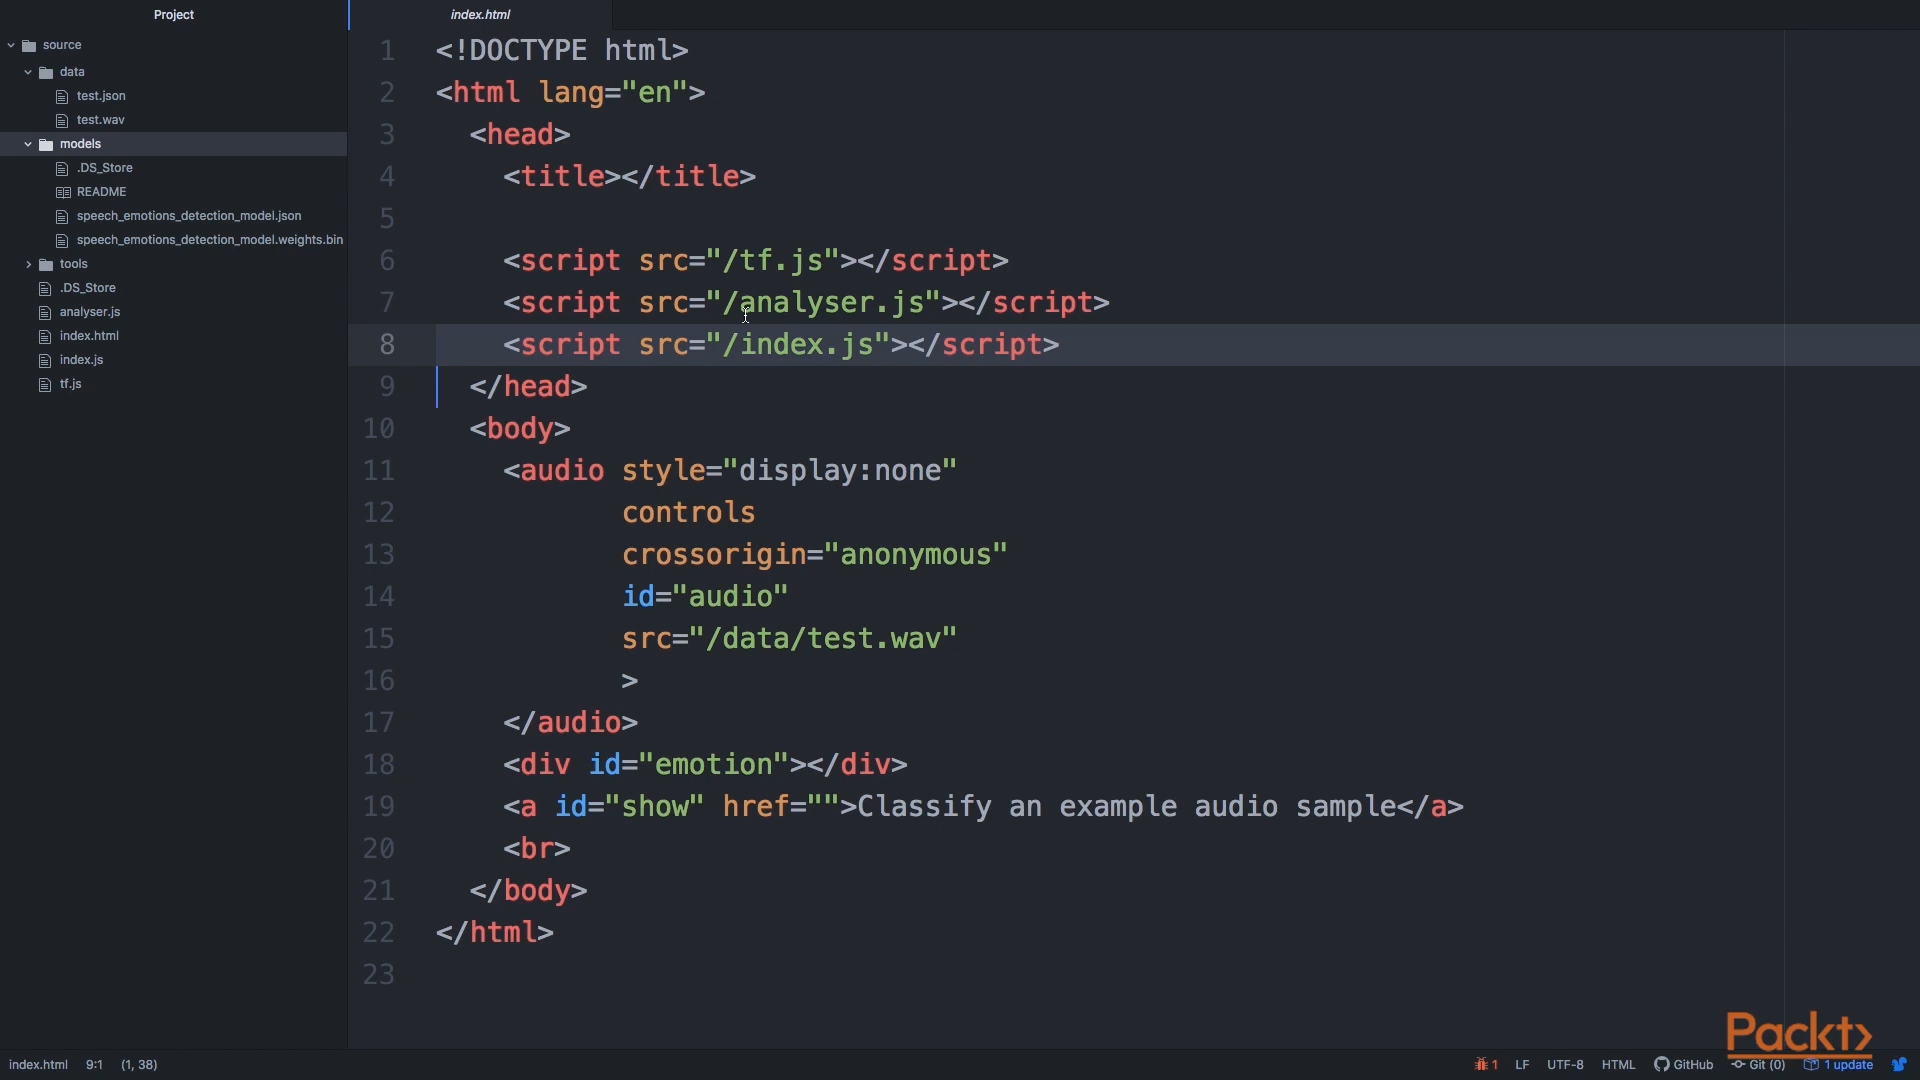 Project
source
data
test.json
test.wav
models
.DS_Store
README
speech_emotions_detection_model.json
speech_emotions_detection_model.weights.bin
tools
.DS_Store
analyser.js
index.html
index.js
tf.js
index.html
1 <!DOCTYPE html>
2 <html lang="en">
3   <head>
4     <title></title>
5
6     <script src="/tf.js"></script>
7     <script src="/analyser.js"></script>
8     <script src="/index.js"></script>
9   </head>
10   <body>
11     <audio style="display:none"
12            controls
13            crossorigin="anonymous"
14            id="audio"
15            src="/data/test.wav"
16            >
17     </audio>
18     <div id="emotion"></div>
19     <a id="show" href="">Classify an example audio sample</a>
20     <br>
21   </body>
22 </html>
23
Packt>
index.html 9:1 (1, 38)
1 LF UTF-8 HTML GitHub Git (0) 1 update